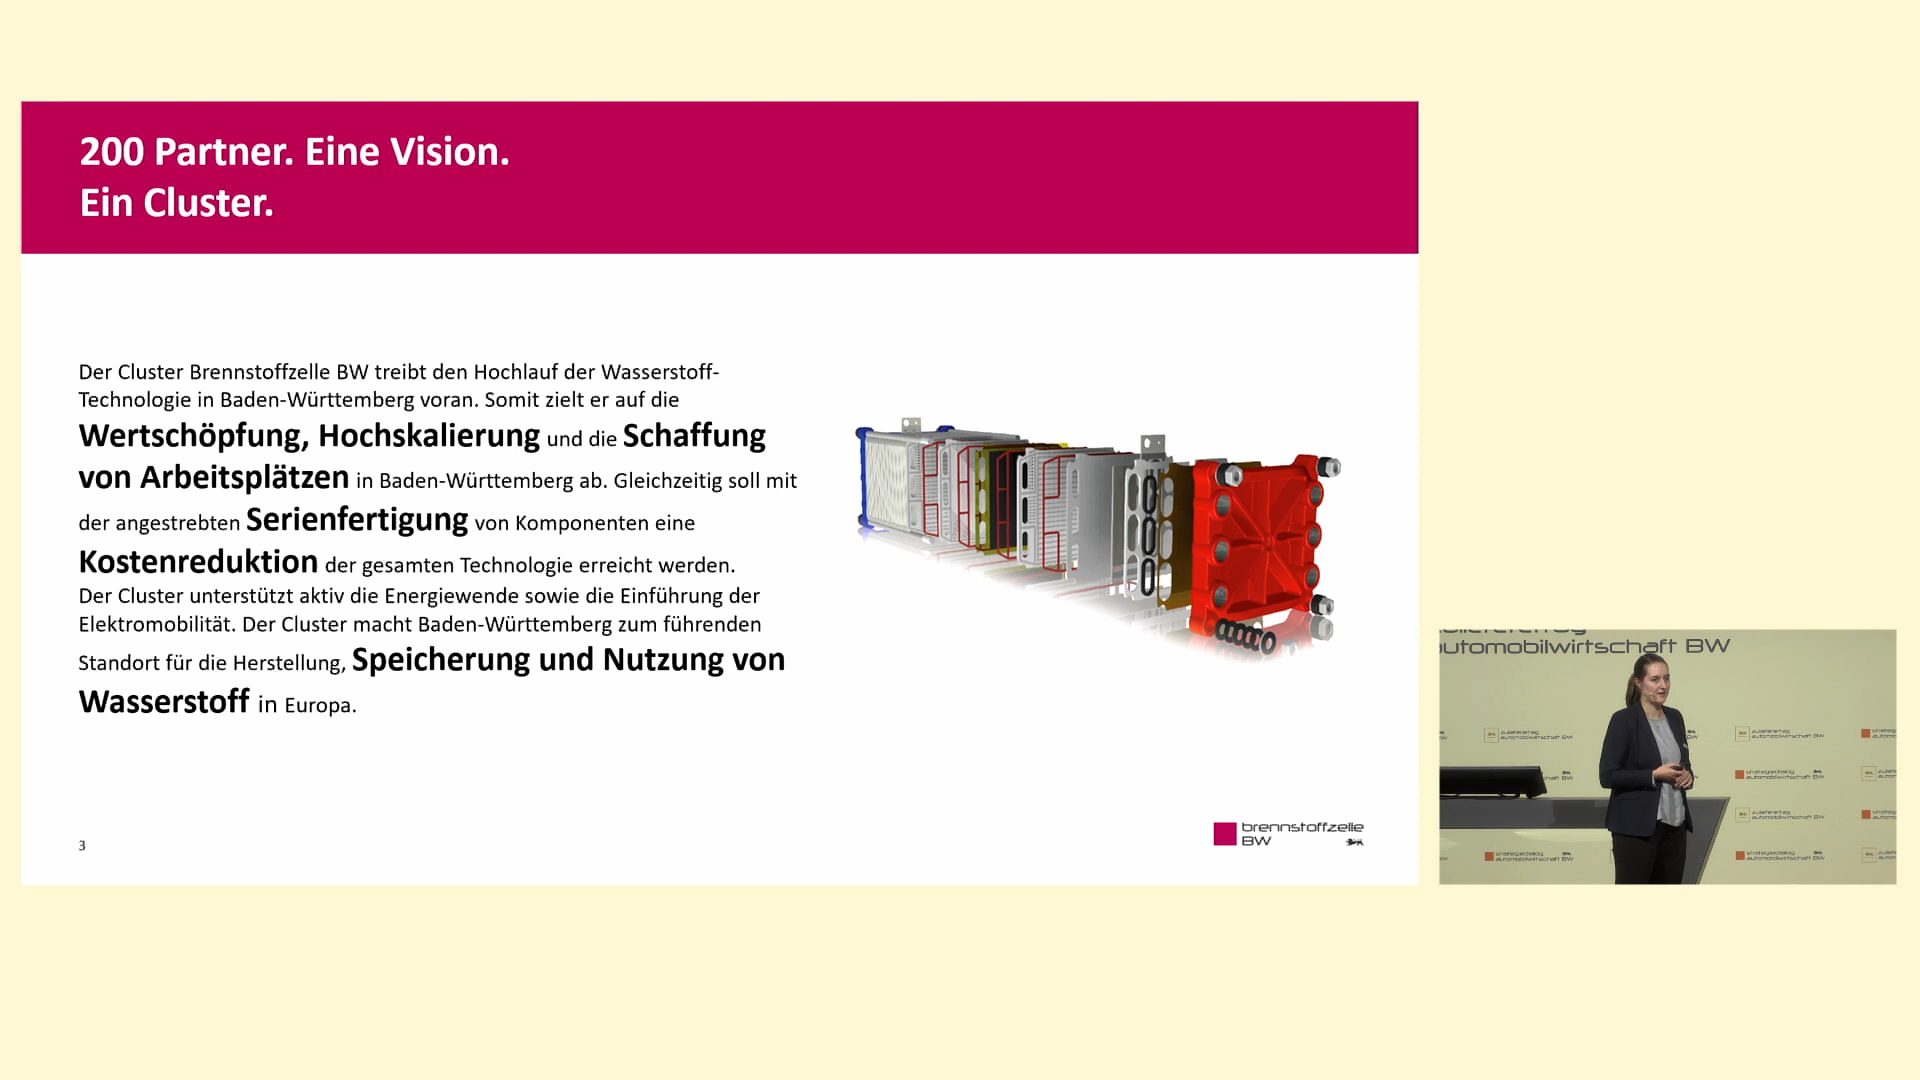 200 Partner. Eine Vision.
Ein Cluster.
Der Cluster Brennstoffzelle BW treibt den Hochlauf der Wasserstoff-
Technologie in Baden-Württemberg voran. Somit zielt er auf die
Wertschöpfung, Hochskalierung und die Schaffung
von Arbeitsplätzen in Baden-Württemberg ab. Gleichzeitig soll mit
der angestrebten Serienfertigung von Komponenten eine
Kostenreduktion der gesamten Technologie erreicht werden.
Der Cluster unterstützt aktiv die Energiewende sowie die Einführung der
Elektromobilität. Der Cluster macht Baden-Württemberg zum führenden
Standort für die Herstellung, Speicherung und Nutzung von
Wasserstoff in Europa.
3
brennstoffzelle
BW
automobilwirtschaft BW